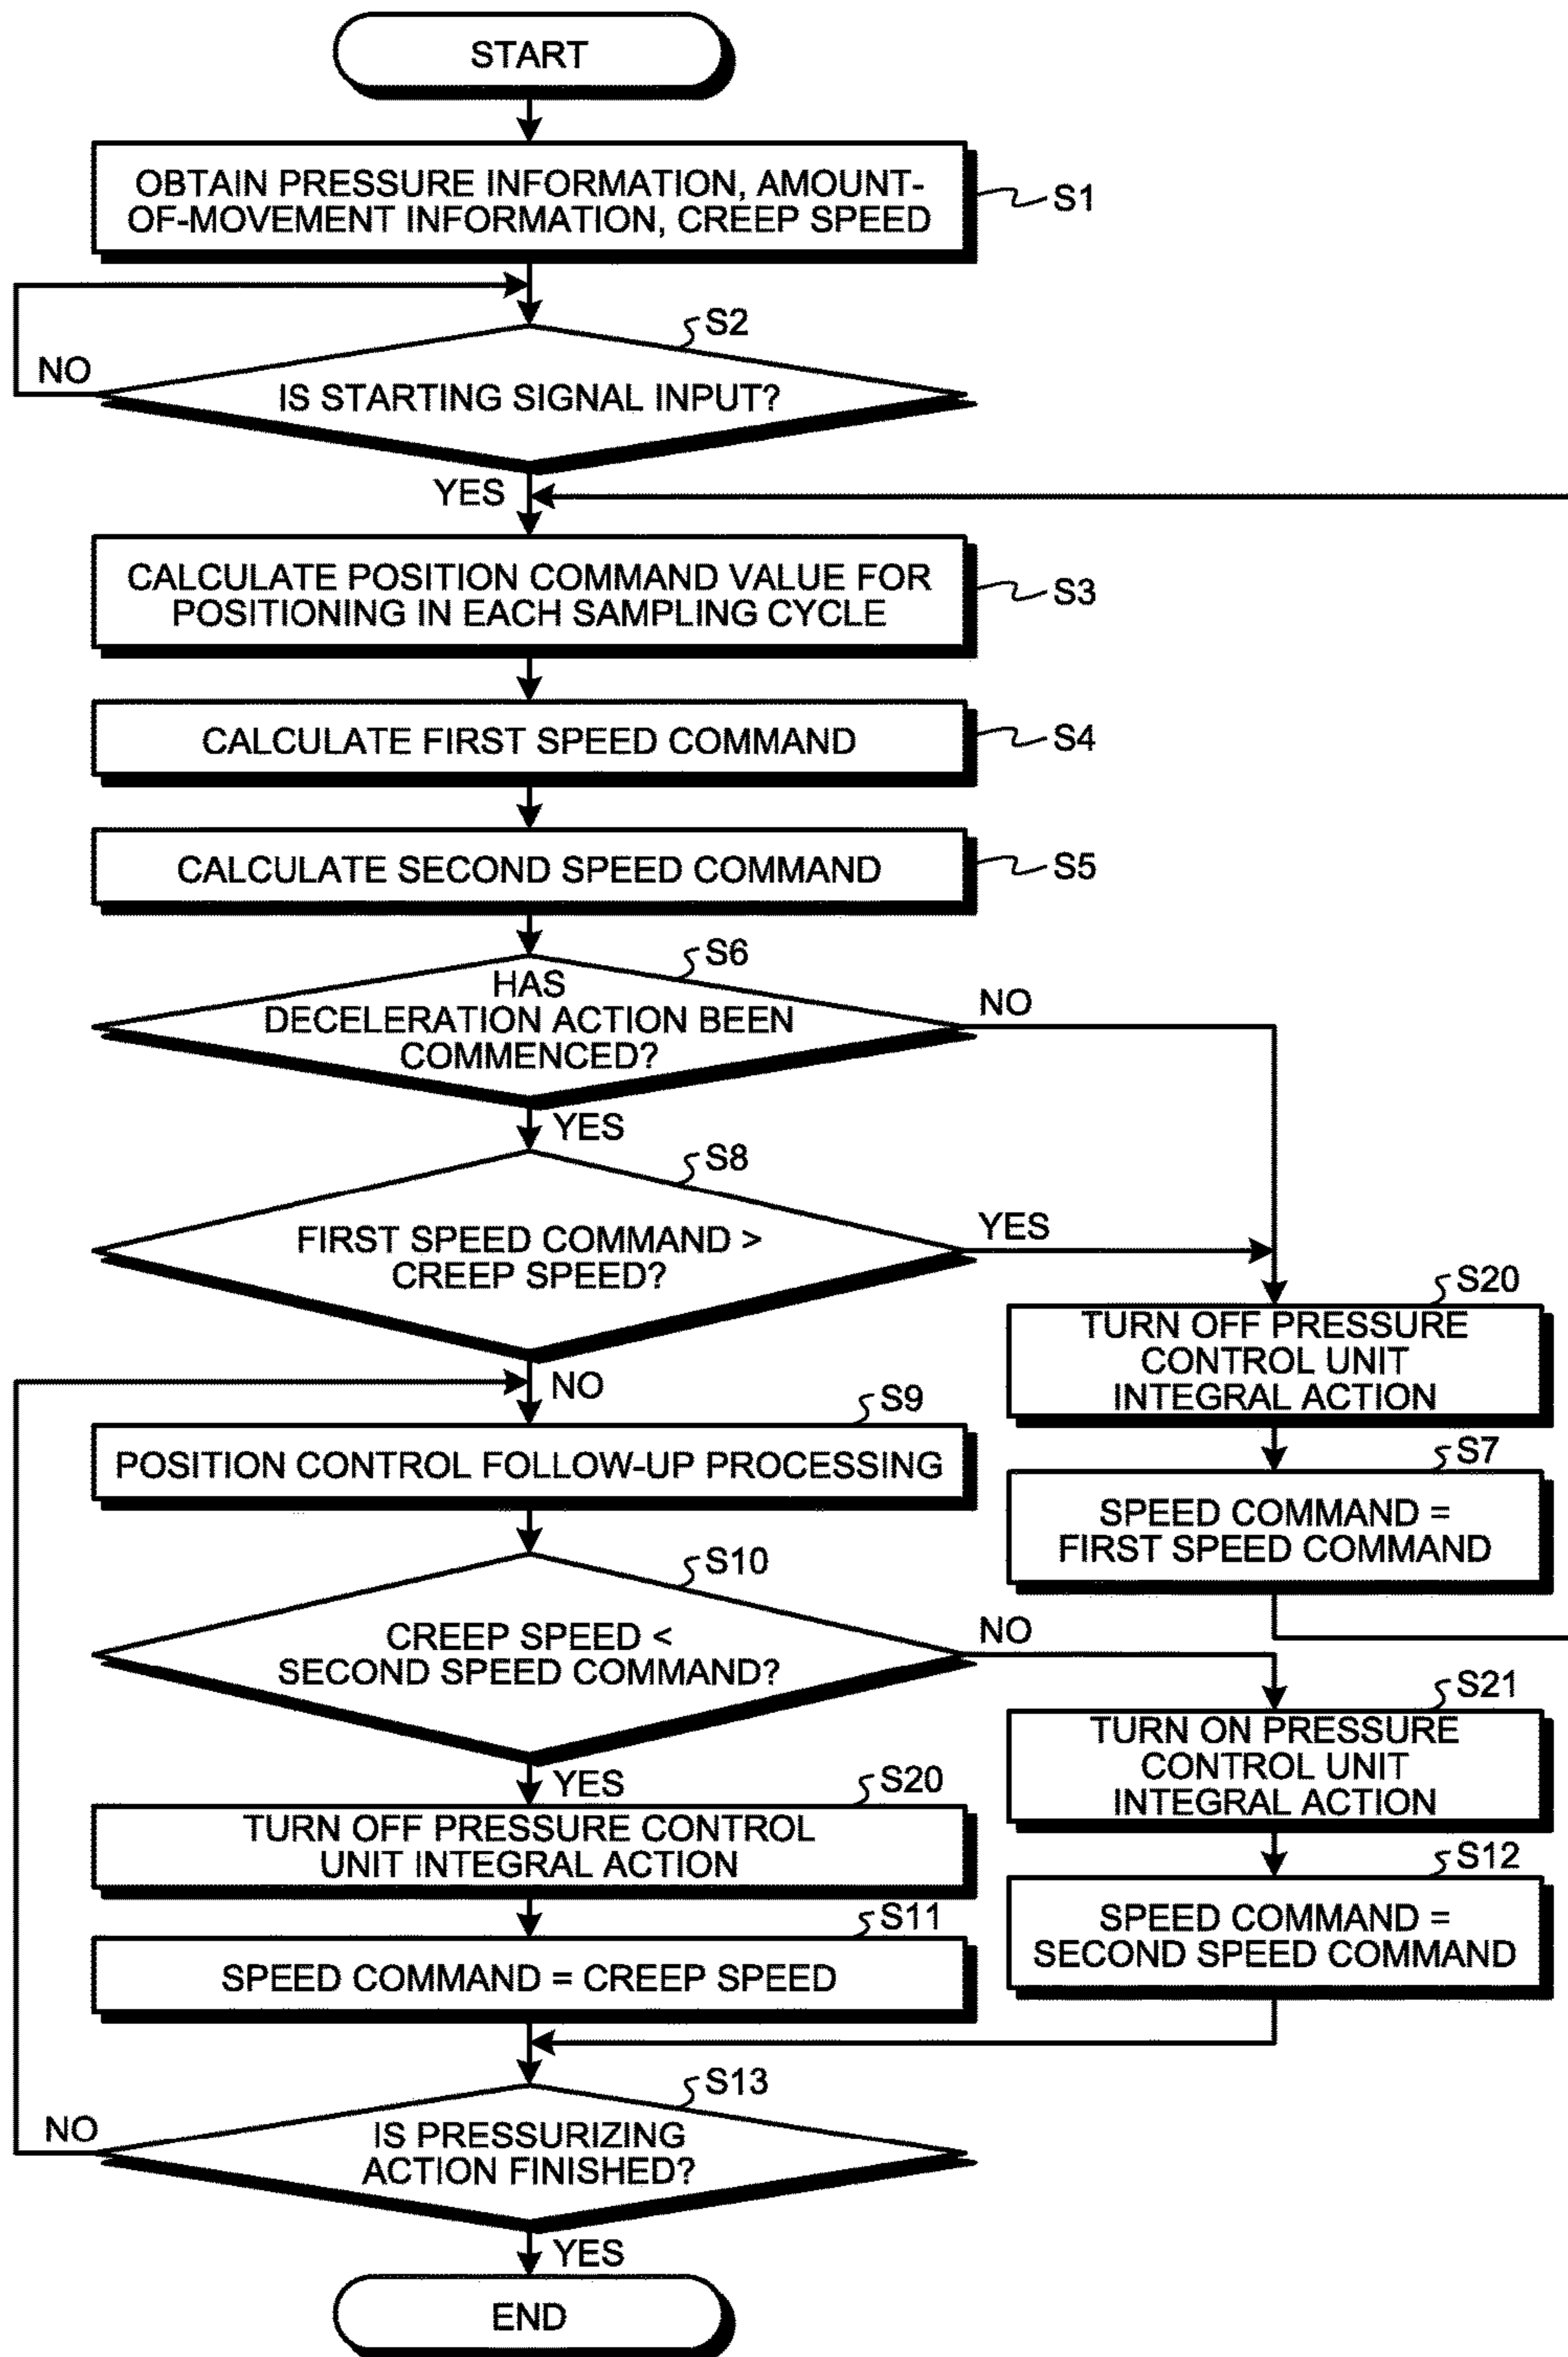 START
OBTAIN PRESSURE INFORMATION, AMOUNT-
OF-MOVEMENT INFORMATION, CREEP SPEED
S1
S2
NO
IS STARTING SIGNAL INPUT?
YES
CALCULATE POSITION COMMAND VALUE FOR
POSITIONING IN EACH SAMPLING CYCLE
S3
CALCULATE FIRST SPEED COMMAND
S4
CALCULATE SECOND SPEED COMMAND
S5
S6
HAS
DECELERATION ACTION BEEN
COMMENCED?
NO
YES
S8
FIRST SPEED COMMAND >
CREEP SPEED?
YES
S20
TURN OFF PRESSURE
CONTROL UNIT
INTEGRAL ACTION
NO
S9
POSITION CONTROL FOLLOW-UP PROCESSING
S7
SPEED COMMAND =
FIRST SPEED COMMAND
S10
CREEP SPEED <
SECOND SPEED COMMAND?
NO
S21
TURN ON PRESSURE
CONTROL UNIT
INTEGRAL ACTION
YES
S20
TURN OFF PRESSURE CONTROL
UNIT INTEGRAL ACTION
S12
SPEED COMMAND =
SECOND SPEED COMMAND
S11
SPEED COMMAND = CREEP SPEED
S13
NO
IS PRESSURIZING
ACTION FINISHED?
YES
END